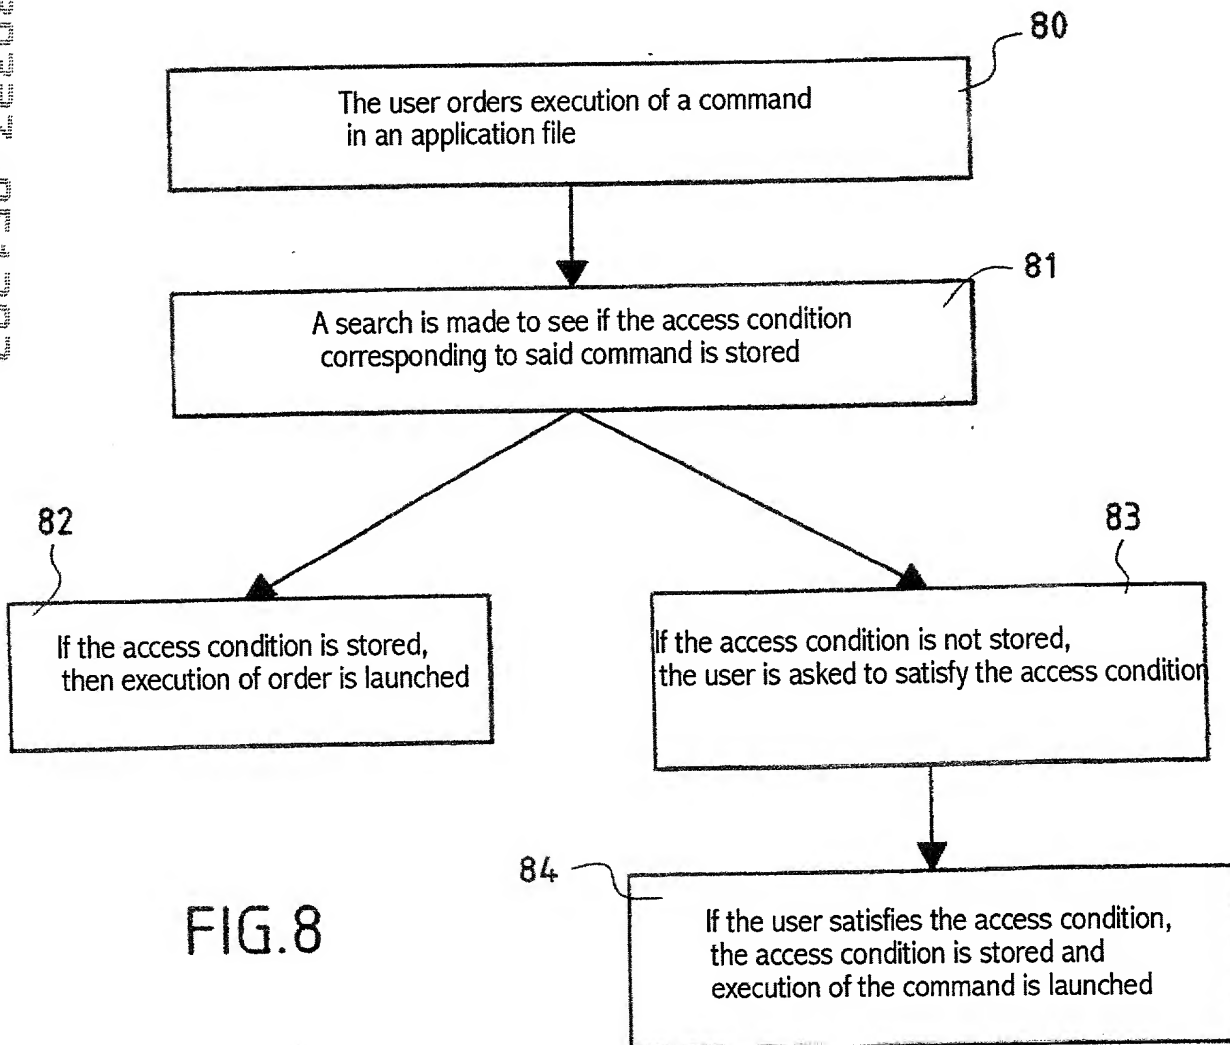 80
The user orders execution of a command
in an application file
81
A search is made to see if the access condition
corresponding to said command is stored
82
83
If the access condition is stored,
then execution of order is launched
If the access condition is not stored,
the user is asked to satisfy the access condition
84
If the user satisfies the access condition,
the access condition is stored and
execution of the command is launched
FIG.8